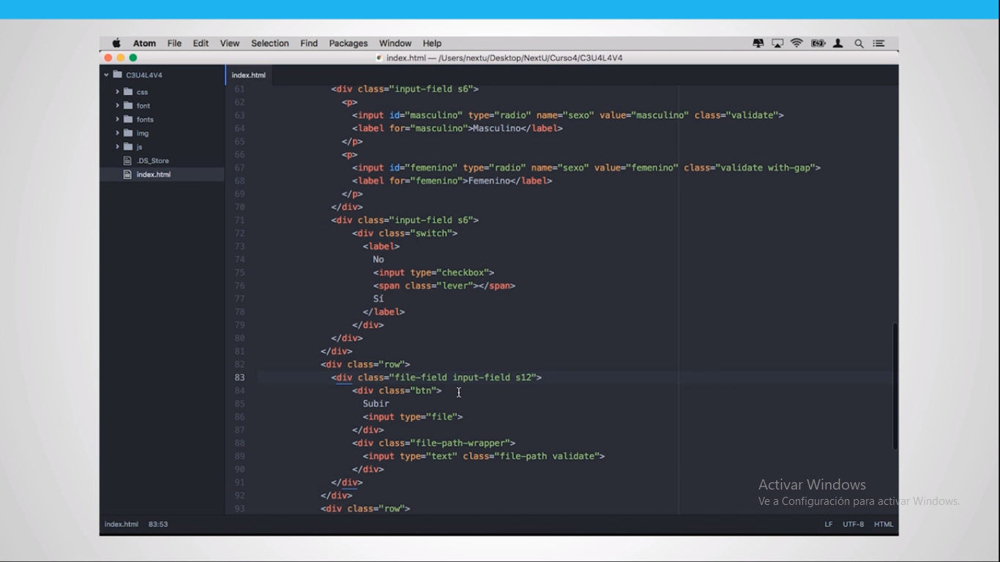 Atom File Edit View Selection Find Packages Window Help
index.html — /Users/nextu/Desktop/NextU/Curso4/C3U4L4V4
C3U4L4V4
css
font
fonts
img
js
.DS_Store
index.html
index.html
61 <div class="input-field s6">
62 <p>
63 <input id="masculino" type="radio" name="sexo" value="masculino" class="validate">
64 <label for="masculino">Masculino</label>
65 </p>
66 <p>
67 <input id="femenino" type="radio" name="sexo" value="femenino" class="validate with-gap">
68 <label for="femenino">Femenino</label>
69 </p>
70 </div>
71 <div class="input-field s6">
72 <div class="switch">
73 <label>
74 No
75 <input type="checkbox">
76 <span class="lever"></span>
77 Sí
78 </label>
79 </div>
80 </div>
81 </div>
82 <div class="row">
83 <div class="file-field input-field s12">
84 <div class="btn">
85 Subir
86 <input type="file">
87 </div>
88 <div class="file-path-wrapper">
89 <input type="text" class="file-path validate">
90 </div>
91 </div>
92 </div>
93 <div class="row">
Activar Windows
Ve a Configuración para activar Windows.
index.html 83:53 LF UTF-8 HTML